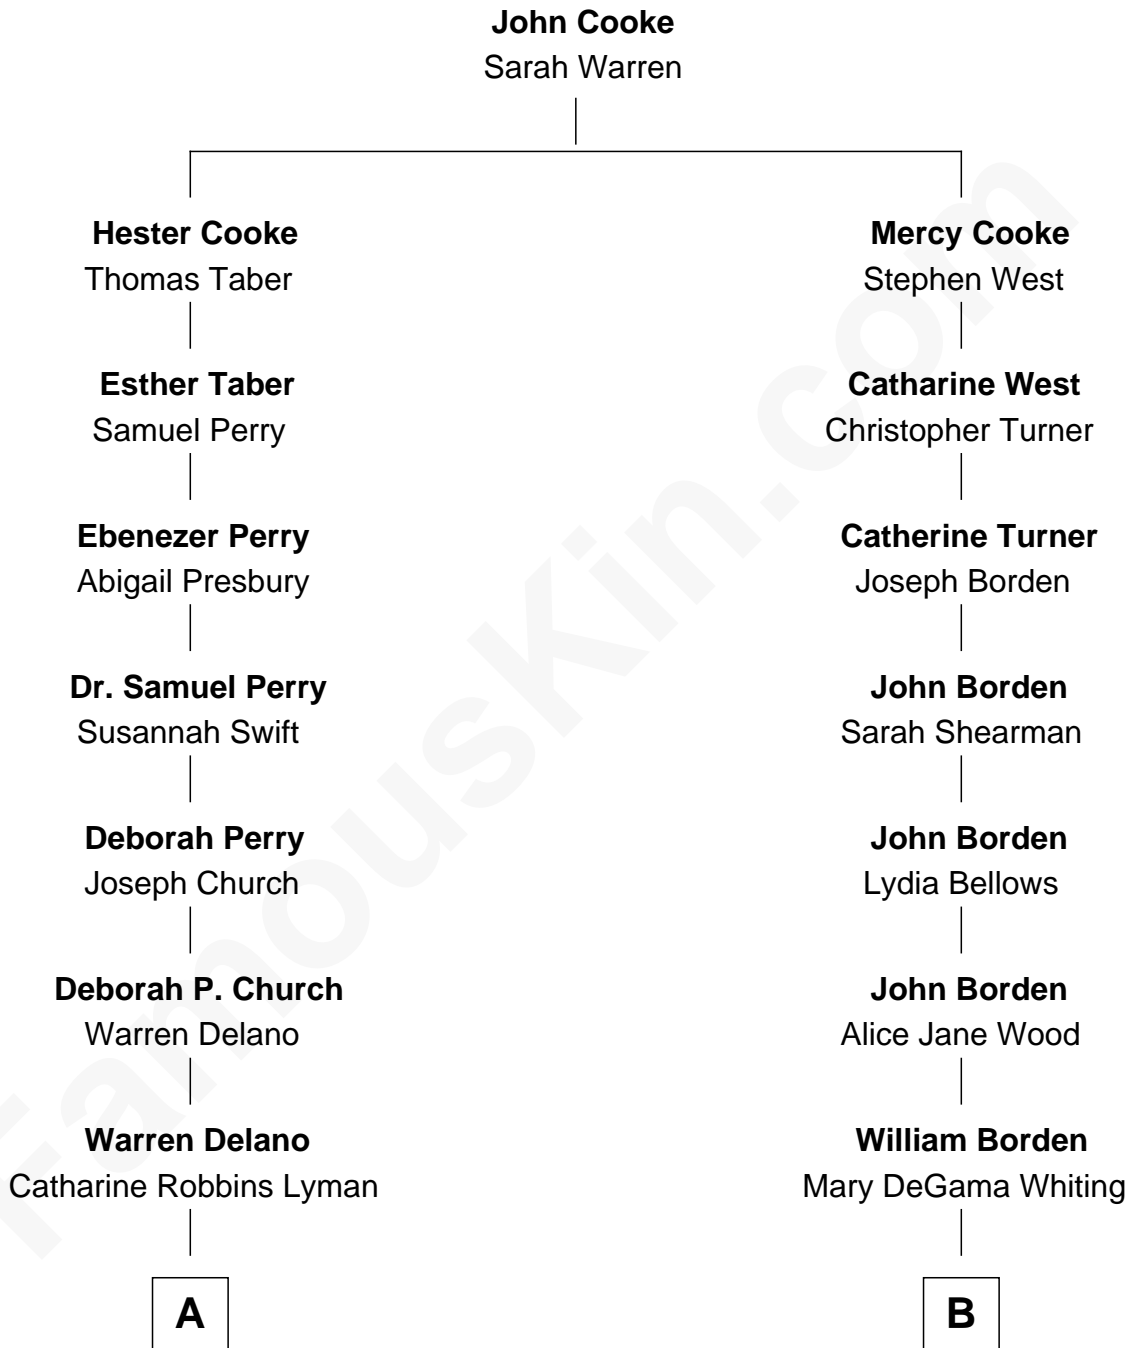 John Cooke
Sarah Warren
Hester Cooke
Thomas Taber
Mercy Cooke
Stephen West
Esther Taber
Samuel Perry
Catharine West
Christopher Turner
Ebenezer Perry
Abigail Presbury
Catherine Turner
Joseph Borden
Dr. Samuel Perry
Susannah Swift
John Borden
Sarah Shearman
Deborah Perry
Joseph Church
John Borden
Lydia Bellows
Deborah P. Church
Warren Delano
John Borden
Alice Jane Wood
Warren Delano
Catharine Robbins Lyman
William Borden
Mary DeGama Whiting
A
B
FamousKin.com